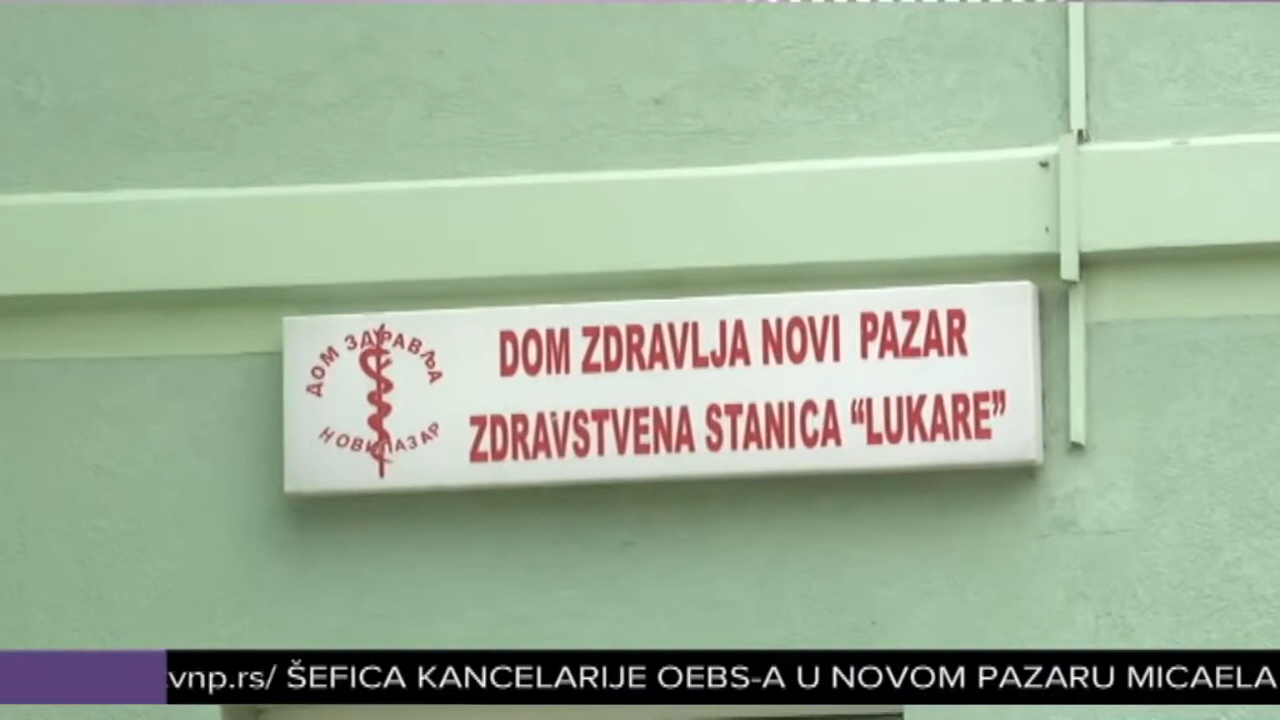 ДОМ ЗДРАВЉА
НОВИ ПАЗАР
DOM ZDRAVLJA NOVI PAZAR
ZDRAVSTVENA STANICA “LUKARE”
vnp.rs/ ŠEFICA KANCELARIJE OEBS-A U NOVOM PAZARU MICAELA